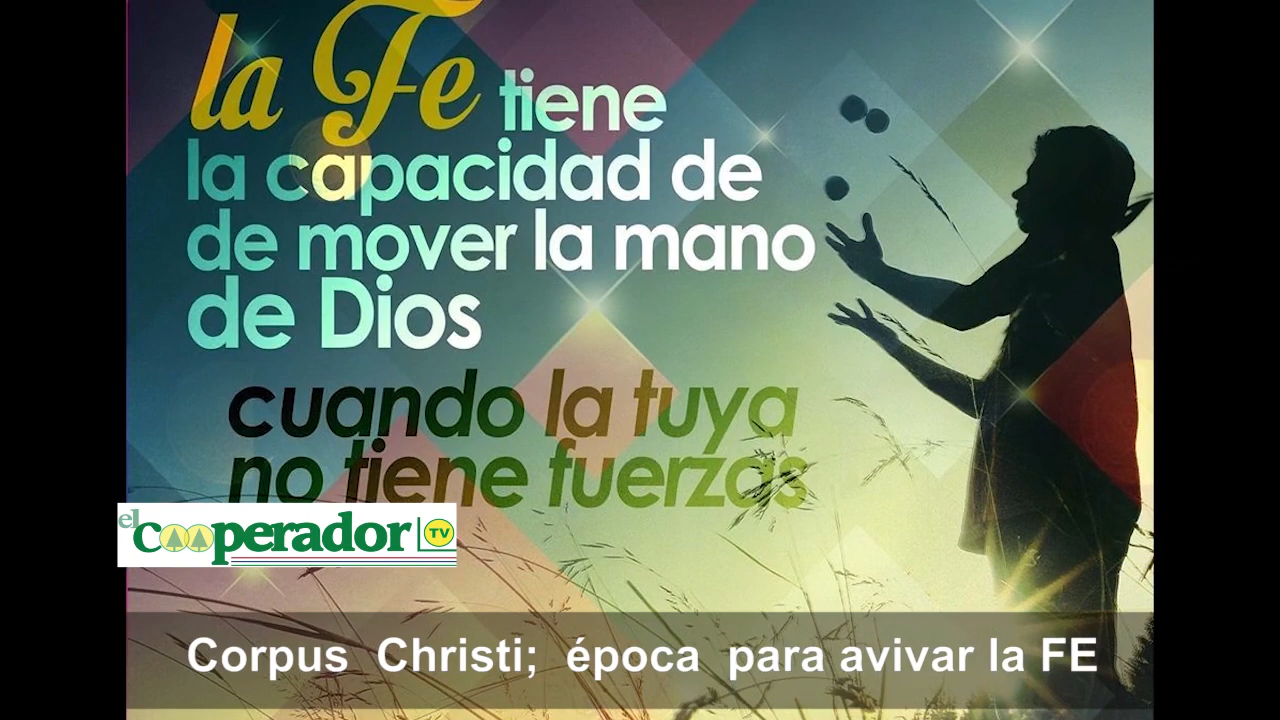 la Fe tiene
la capacidad de
de mover la mano
de Dios
cuando la tuya
no tiene fuerzas
el cooperador TV
Corpus Christi; época para avivar la FE